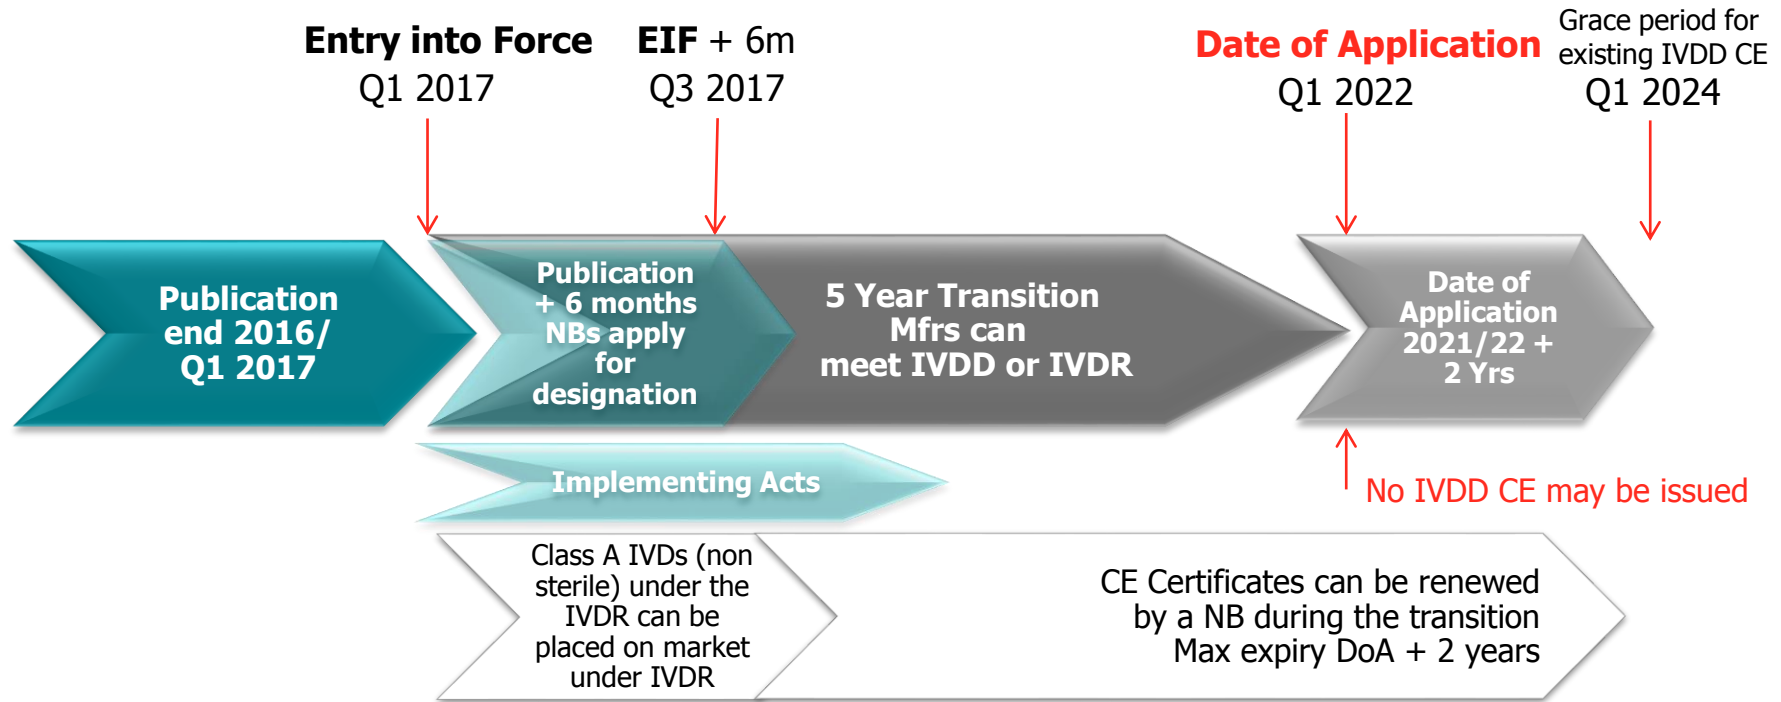 Entry into Force
Q1 2017
EIF + 6m
Q3 2017
Date of Application
Q1 2022
Grace period for
existing IVDD CE
Q1 2024
Publication
end 2016/
Q1 2017
Publication
+ 6 months
NBs apply
for
designation
5 Year Transition
Mfrs can
meet IVDD or IVDR
Date of
Application
2021/22 +
2 Yrs
Implementing Acts
No IVDD CE may be issued
Class A IVDs (non
sterile) under the
IVDR can be
placed on market
under IVDR
CE Certificates can be renewed
by a NB during the transition
Max expiry DoA + 2 years